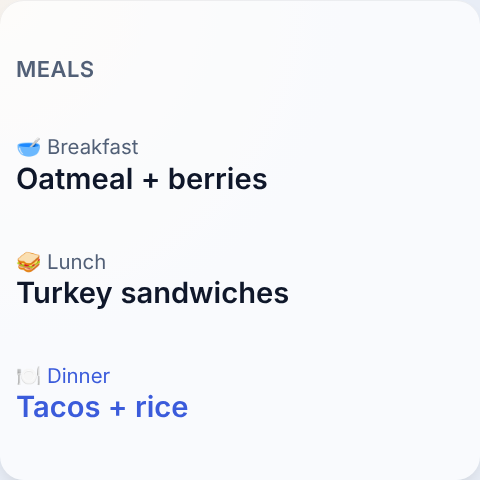 MEALS
🥣 Breakfast
Oatmeal + berries
🥪 Lunch
Turkey sandwiches
🍽️ Dinner
Tacos + rice